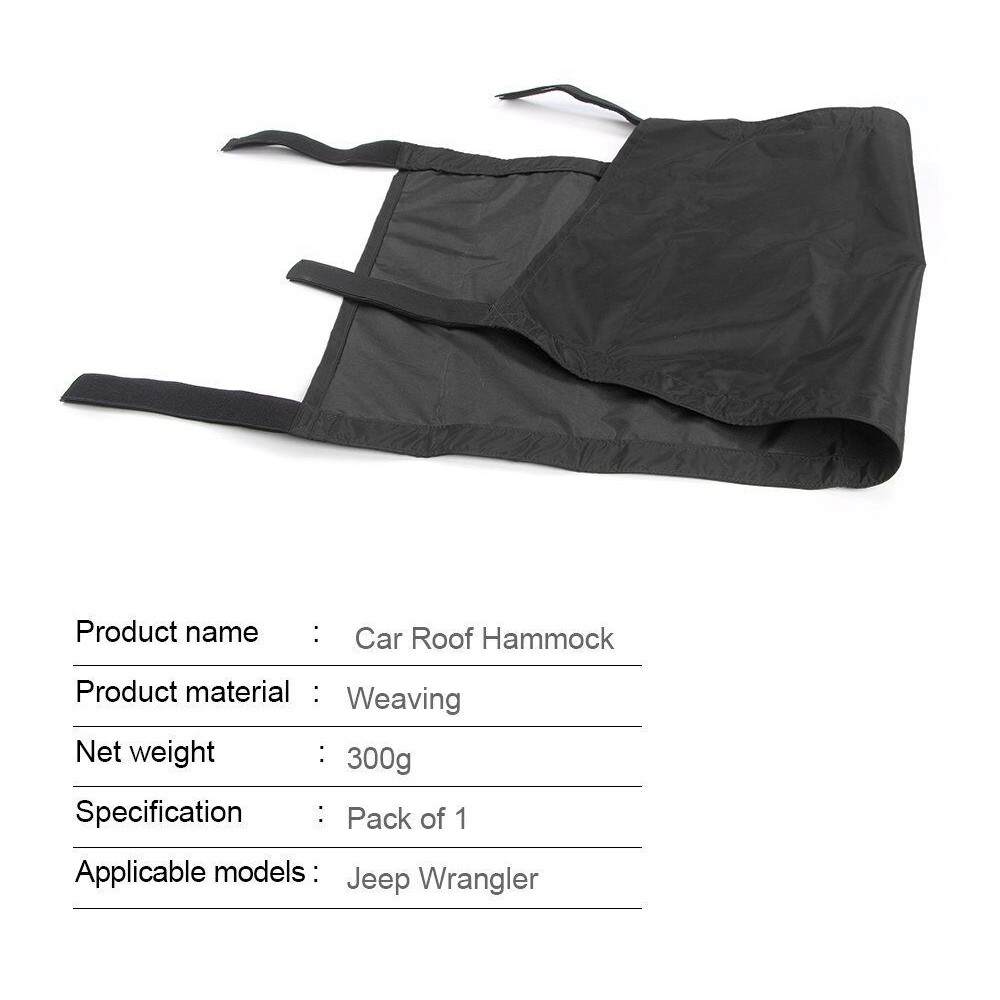 Product name : Car Roof Hammock
Product material : Weaving
Net weight : 300g
Specification : Pack of 1
Applicable models : Jeep Wrangler